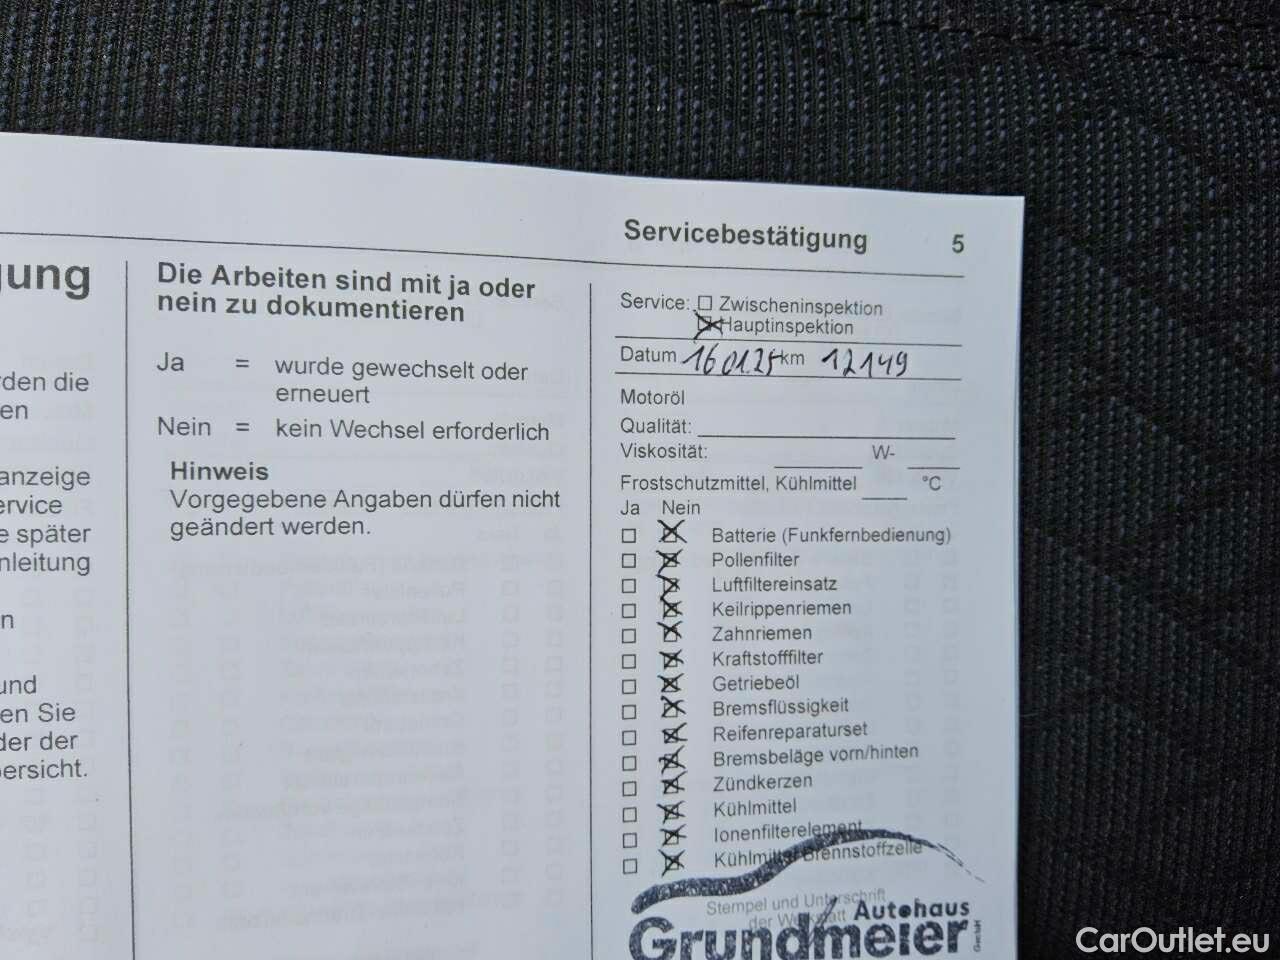 Servicebestätigung 5
gung
rden die
en
anzeige
ervice
e später
nleitung
n
und
en Sie
der der
ersicht.
Die Arbeiten sind mit ja oder
nein zu dokumentieren
Ja = wurde gewechselt oder
erneuert
Nein = kein Wechsel erforderlich
Hinweis
Vorgegebene Angaben dürfen nicht
geändert werden.
Service: Zwischeninspektion
Hauptinspektion
Datum 16 01.25 km 12149
Motoröl
Qualität:
Viskosität: W-
Frostschutzmittel, Kühlmittel °C
Ja Nein
Batterie (Funkfernbedienung)
Pollenfilter
Luftfiltereinsatz
Keilrippenriemen
Zahnriemen
Kraftstofffilter
Getriebeöl
Bremsflüssigkeit
Reifenreparaturset
Bremsbeläge vorn/hinten
Zündkerzen
Kühlmittel
Ionenfilterelement
Kühlmittel Brennstoffzelle
Stempel und Unterschrift
der Werkstatt
Autohaus
Grundmeier GmbH
CarOutlet.eu